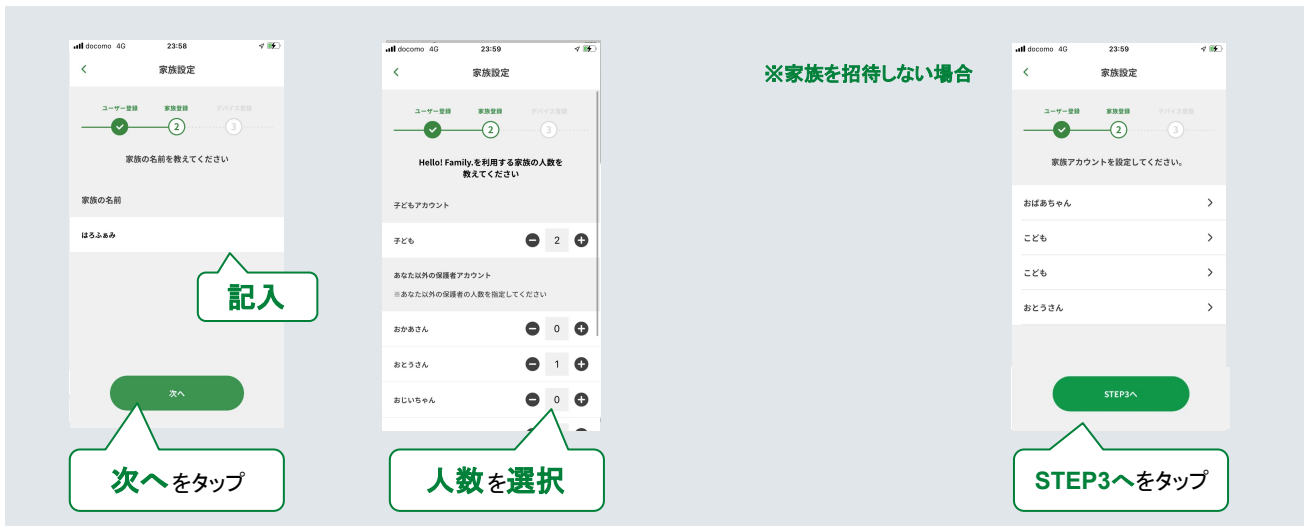 docomo 4G 23:58
家族設定
ユーザー登録 家族登録 デバイス登録
2 3
家族の名前を教えてください
家族の名前
はろふぁみ
記入
次へ
次へをタップ
docomo 4G 23:59
家族設定
ユーザー登録 家族登録 デバイス登録
2 3
Hello! Family.を利用する家族の人数を
教えてください
子どもアカウント
子ども 2
あなた以外の保護者アカウント
※あなた以外の保護者の人数を指定してください
おかあさん 0
おとうさん 1
おじいちゃん 0
人数を選択
※家族を招待しない場合
docomo 4G 23:59
家族設定
ユーザー登録 家族登録 デバイス登録
2 3
家族アカウントを設定してください。
おばあちゃん
こども
こども
おとうさん
STEP3へ
STEP3へをタップ